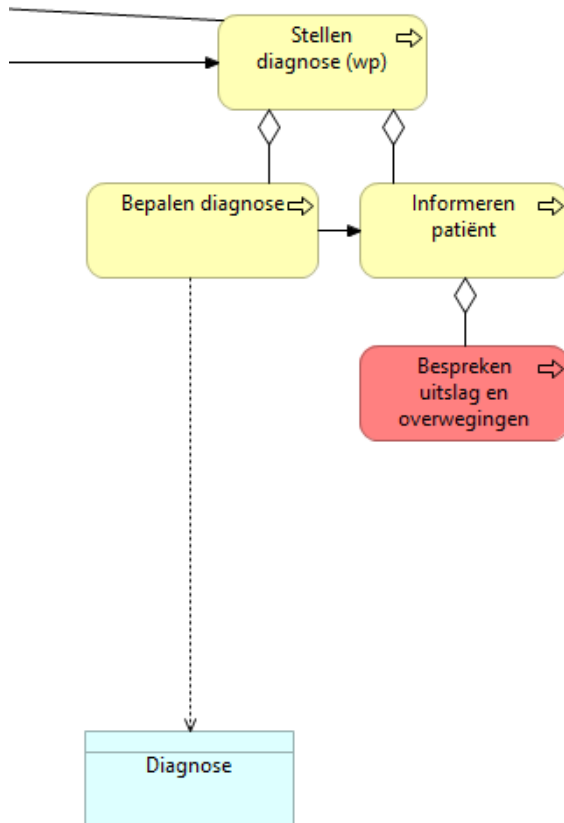 Stellen
diagnose (wp)
Bepalen diagnose
Informeren
patiënt
Bespreken
uitslag en
overwegingen
Diagnose